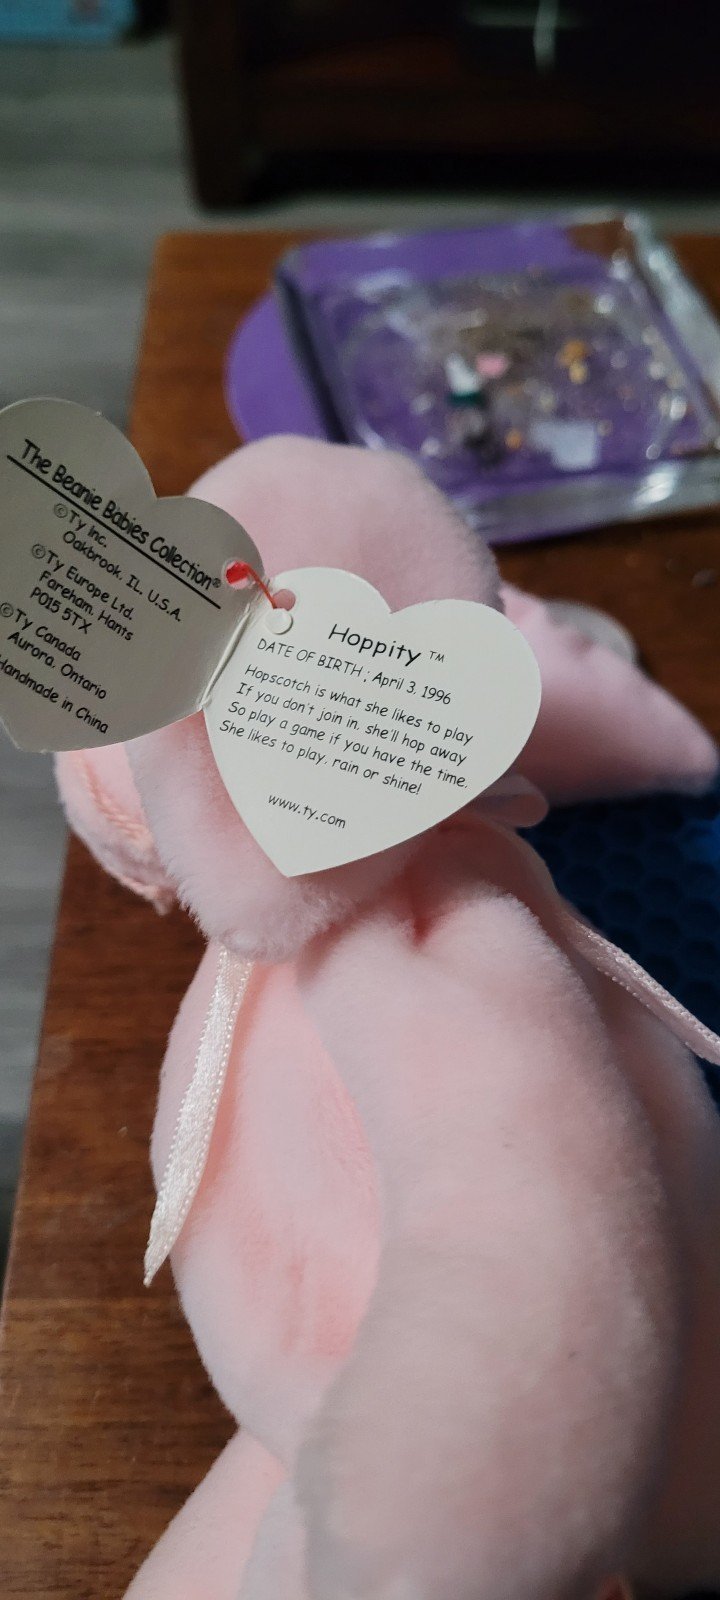 The Beanie Babies Collection®
©Ty Inc.
Oakbrook, IL, U.S.A.
©Ty Europe Ltd.
Fareham, Hants
PO15 5TX
©Ty Canada
Aurora, Ontario
Handmade in China
Hoppity ™
DATE OF BIRTH ; April 3, 1996
Hopscotch is what she likes to play
If you don't join in, she'll hop away
So play a game if you have the time,
She likes to play, rain or shine!
www.ty.com